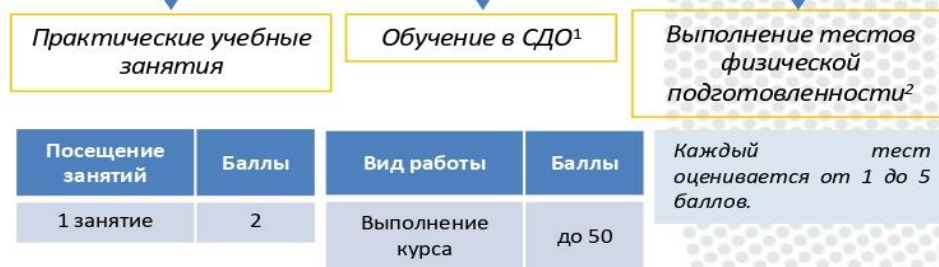 Практические учебные
занятия
Обучение в СДО¹
Выполнение тестов
физической
подготовленности²
Посещение
занятий
Баллы
1 занятие
2
Вид работы
Баллы
Выполнение
курса
до 50
Каждый тест
оценивается от 1 до 5
баллов.